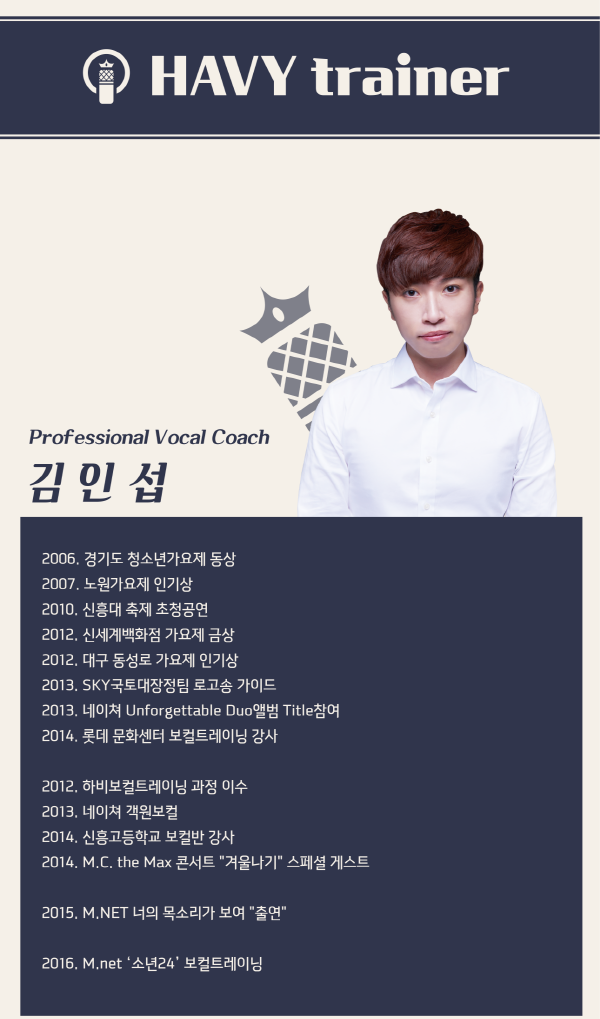 HAVY trainer
Professional Vocal Coach
김인섭
2006. 경기도 청소년가요제 동상
2007. 노원가요제 인기상
2010. 신흥대 축제 초청공연
2012. 신세계백화점 가요제 금상
2012. 대구 동성로 가요제 인기상
2013. SKY국토대장정팀 로고송 가이드
2013. 네이쳐 Unforgettable Duo앨범 Title참여
2014. 롯데 문화센터 보컬트레이닝 강사
2012. 하비보컬트레이닝 과정 이수
2013. 네이쳐 객원보컬
2014. 신흥고등학교 보컬반 강사
2014. M.C. the Max 콘서트 "겨울나기" 스페셜 게스트
2015. M.NET 너의 목소리가 보여 "출연"
2016. M.net ‘소년24’ 보컬트레이닝